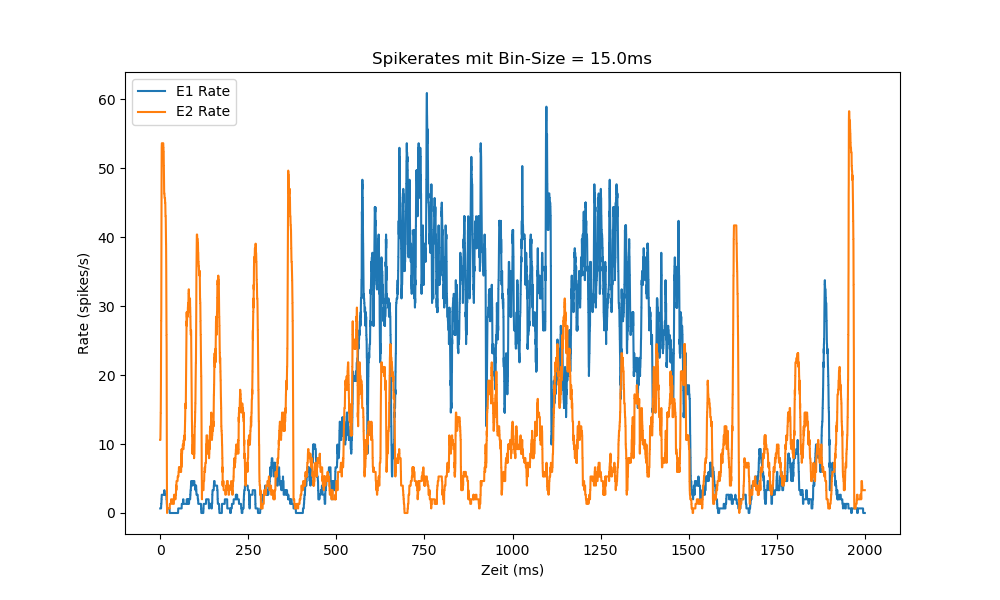 Spikerates mit Bin-Size = 15.0ms
E1 Rate
E2 Rate
60
50
40
30
20
10
0
Rate (spikes/s)
0 250 500 750 1000 1250 1500 1750 2000
Zeit (ms)